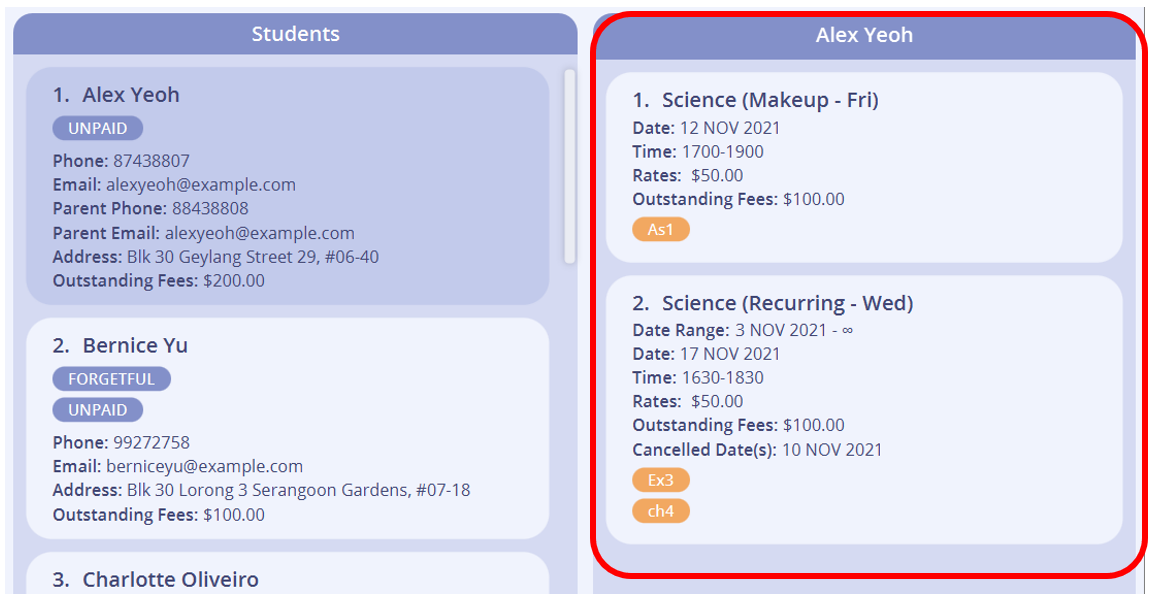 Students
1. Alex Yeoh
UNPAID
Phone: 87438807
Email: alexyeoh@example.com
Parent Phone: 88438808
Parent Email: alexyeoh@example.com
Address: Blk 30 Geylang Street 29, #06-40
Outstanding Fees: $200.00
2. Bernice Yu
FORGETFUL
UNPAID
Phone: 99272758
Email: berniceyu@example.com
Address: Blk 30 Lorong 3 Serangoon Gardens, #07-18
Outstanding Fees: $100.00
3. Charlotte Oliveiro
Alex Yeoh
1. Science (Makeup - Fri)
Date: 12 NOV 2021
Time: 1700-1900
Rates: $50.00
Outstanding Fees: $100.00
As1
2. Science (Recurring - Wed)
Date Range: 3 NOV 2021 - ∞
Date: 17 NOV 2021
Time: 1630-1830
Rates: $50.00
Outstanding Fees: $100.00
Cancelled Date(s): 10 NOV 2021
Ex3
ch4